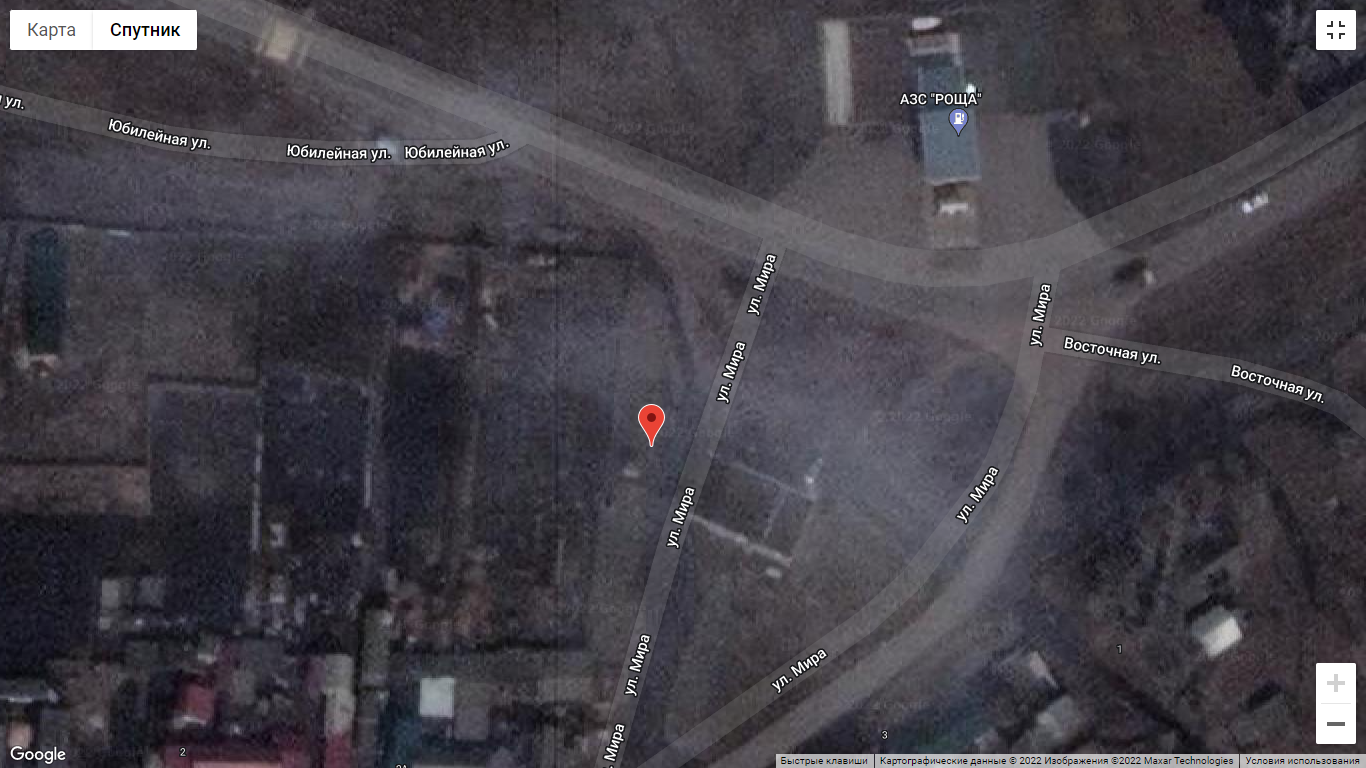 Карта
Спутник
АЗС "РОЩА"
ул.
Юбилейная ул.
Юбилейная ул.
Юбилейная ул.
ул. Мира
ул. Мира
ул. Мира
Восточная ул.
Восточная ул.
ул. Мира
ул. Мира
ул. Мира
ул. Мира
1
3
2
2А
. Мира
Google
Быстрые клавиши
Картографические данные © 2022 Изображения ©2022 Maxar Technologies
Условия использования